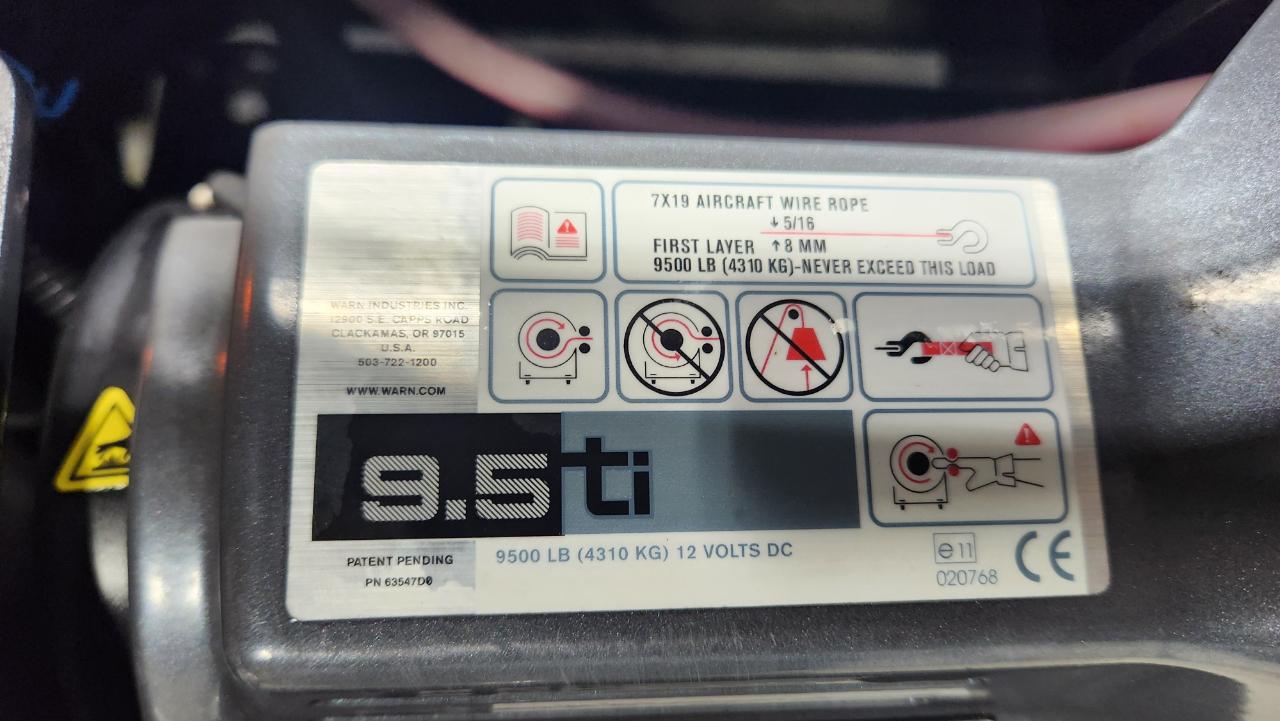 7X19 AIRCRAFT WIRE ROPE
↓ 5/16
FIRST LAYER ↑ 8 MM
9500 LB (4310 KG)-NEVER EXCEED THIS LOAD
WARN INDUSTRIES INC.
12900 S.E. CAPPS ROAD
CLACKAMAS, OR 97015
U.S.A.
503-722-1200
WWW.WARN.COM
9.5ti
PATENT PENDING
PN 63547D0
9500 LB (4310 KG) 12 VOLTS DC
e11
020768
CE